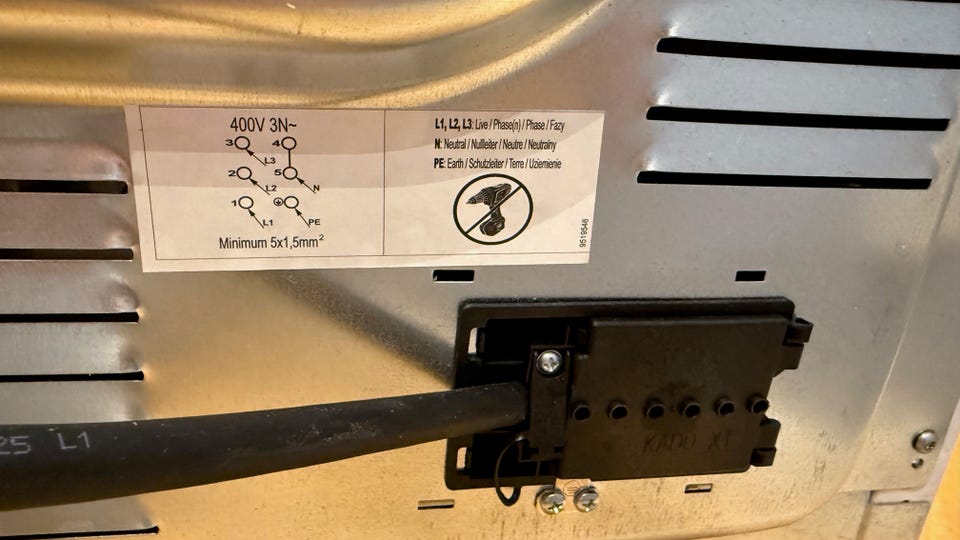 400V 3N~
3 4
L3
2 5
L2 N
1
L1 PE
Minimum 5x1,5mm²
L1, L2, L3: Live / Phase(n) / Phase / Fazy
N: Neutral / Nullleiter / Neutre / Neutralny
PE: Earth / Schutzleiter / Terre / Uziemienie
9519546
25 L1
KADO XT